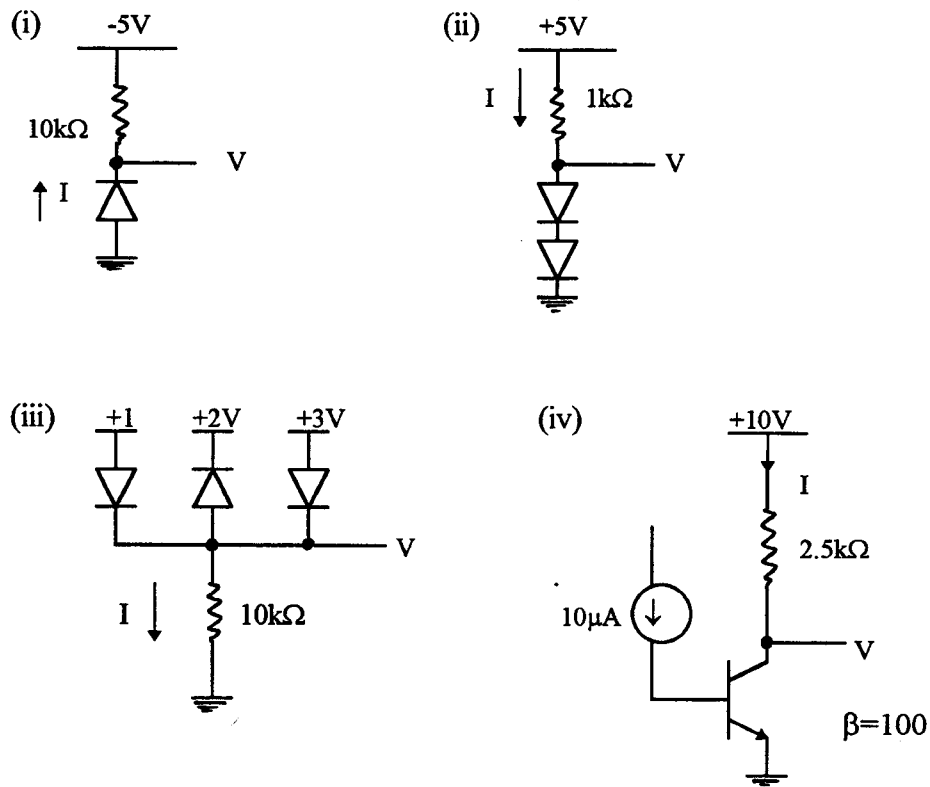 (i)
-5V
10kΩ
V
I
(ii)
+5V
I
1kΩ
V
(iii)
+1
+2V
+3V
V
I
10kΩ
(iv)
+10V
I
2.5kΩ
10μA
V
β=100